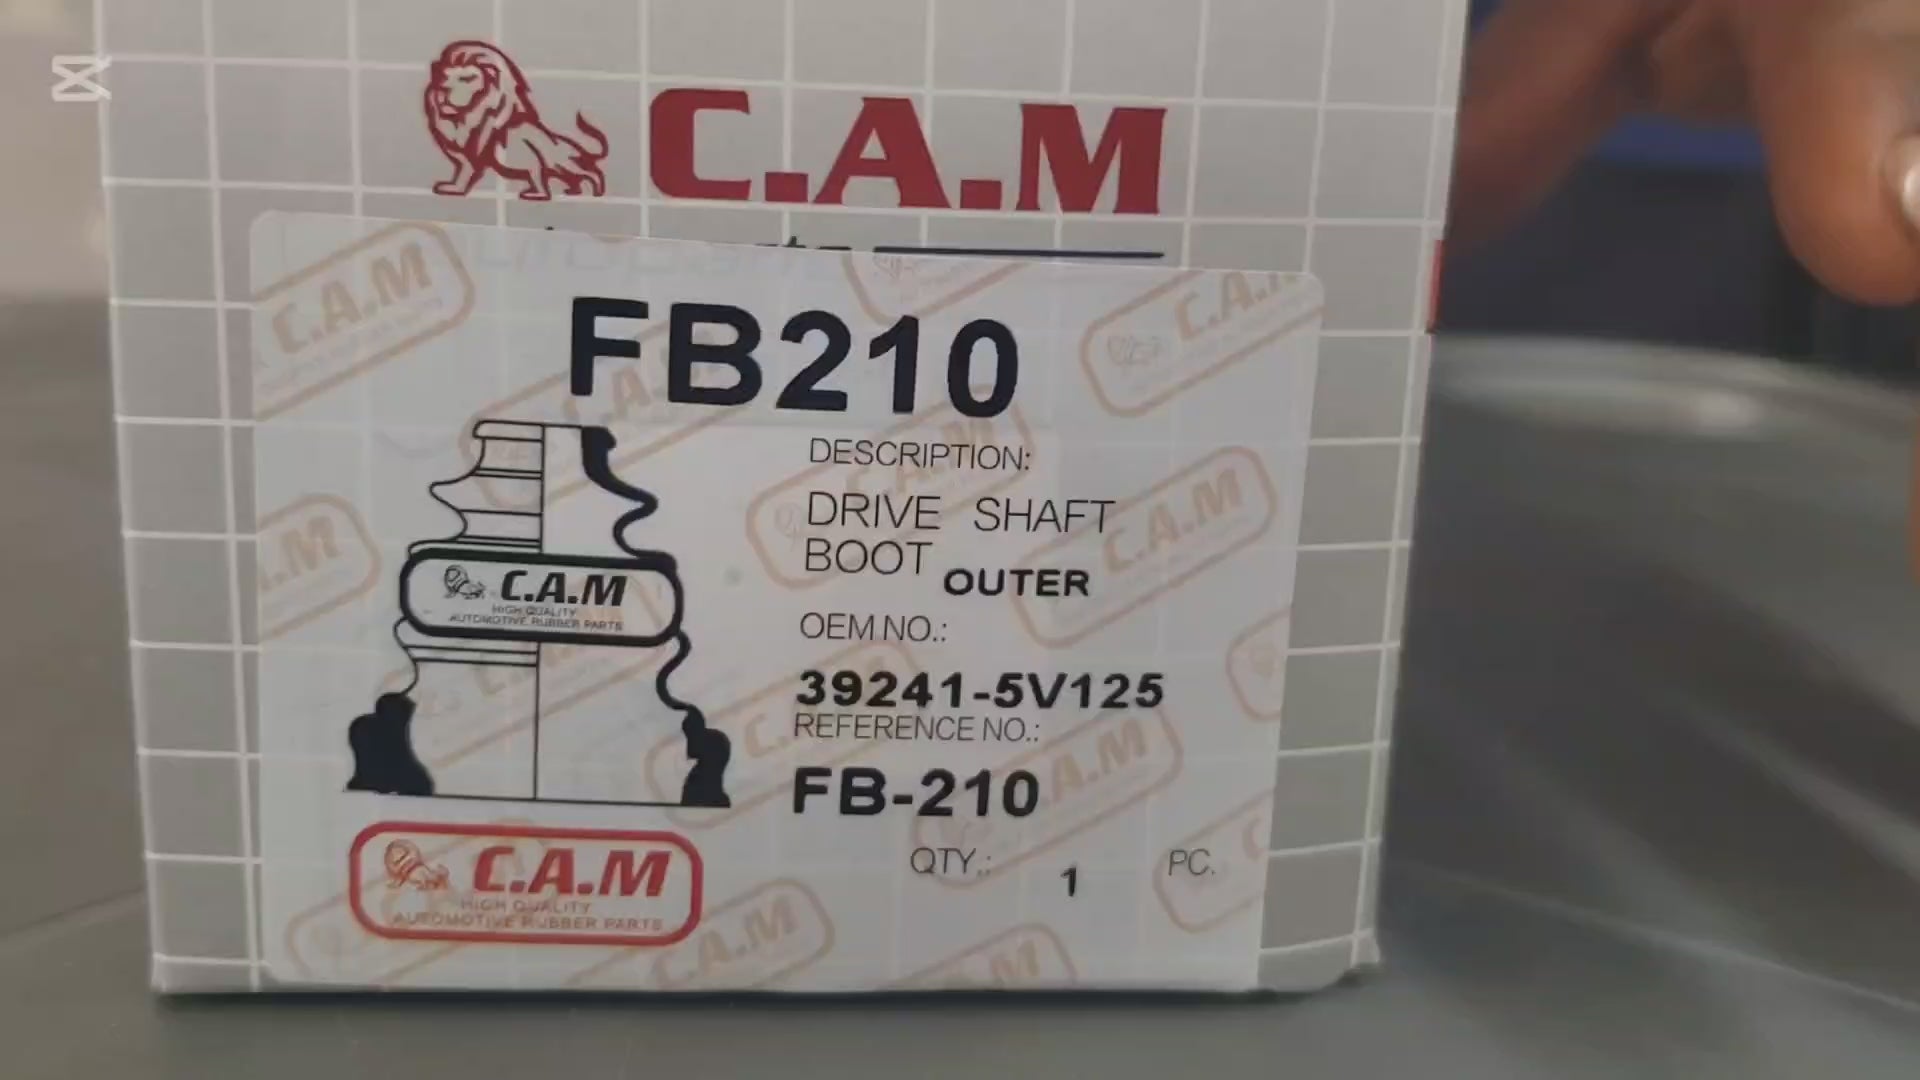 C.A.M
FB210
DESCRIPTION:
DRIVE SHAFT
BOOT OUTER
OEM NO.:
39241-5V125
REFERENCE NO.:
FB-210
QTY.: 1 PC.
C.A.M
HIGH QUALITY
AUTOMOTIVE RUBBER PARTS
C.A.M
HIGH QUALITY
AUTOMOTIVE RUBBER PARTS